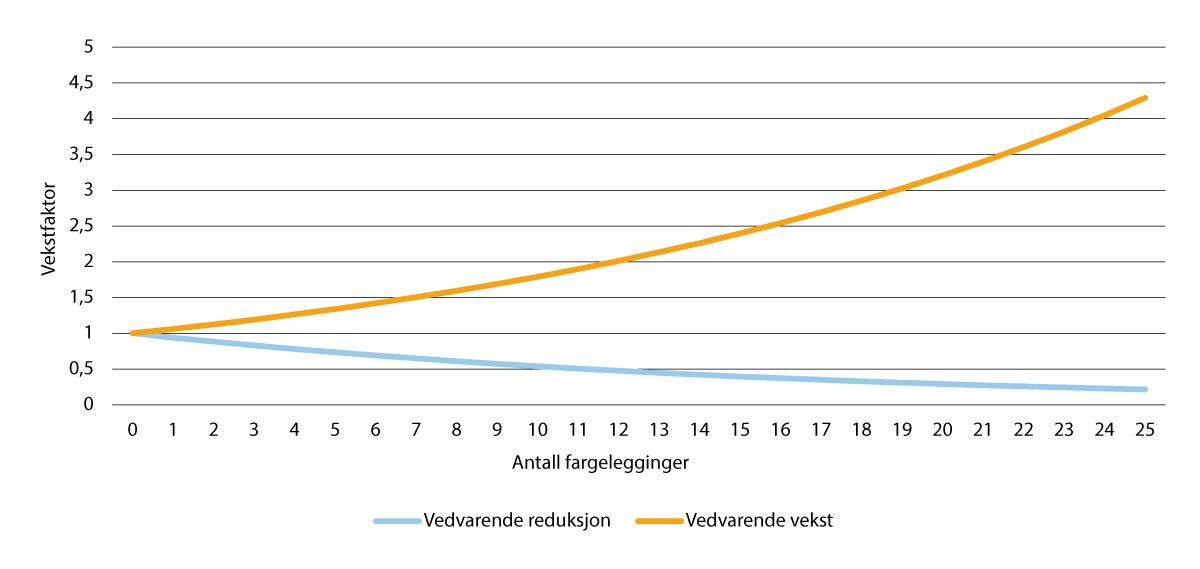 5
4,5
4
3,5
3
2,5
2
1,5
1
0,5
0
Vekstfaktor
0 1 2 3 4 5 6 7 8 9 10 11 12 13 14 15 16 17 18 19 20 21 22 23 24 25
Antall fargelegginger
Vedvarende reduksjon Vedvarende vekst